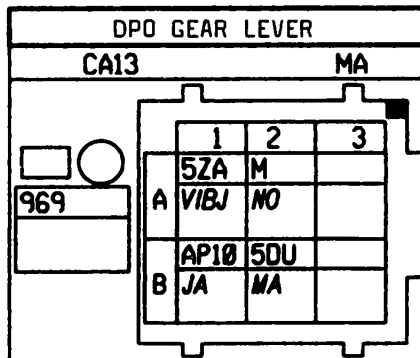 DPO GEAR LEVER
CA13 MA
1 2 3
5ZA M
969
A VIBJ NO
AP10 5DU
B JA MA